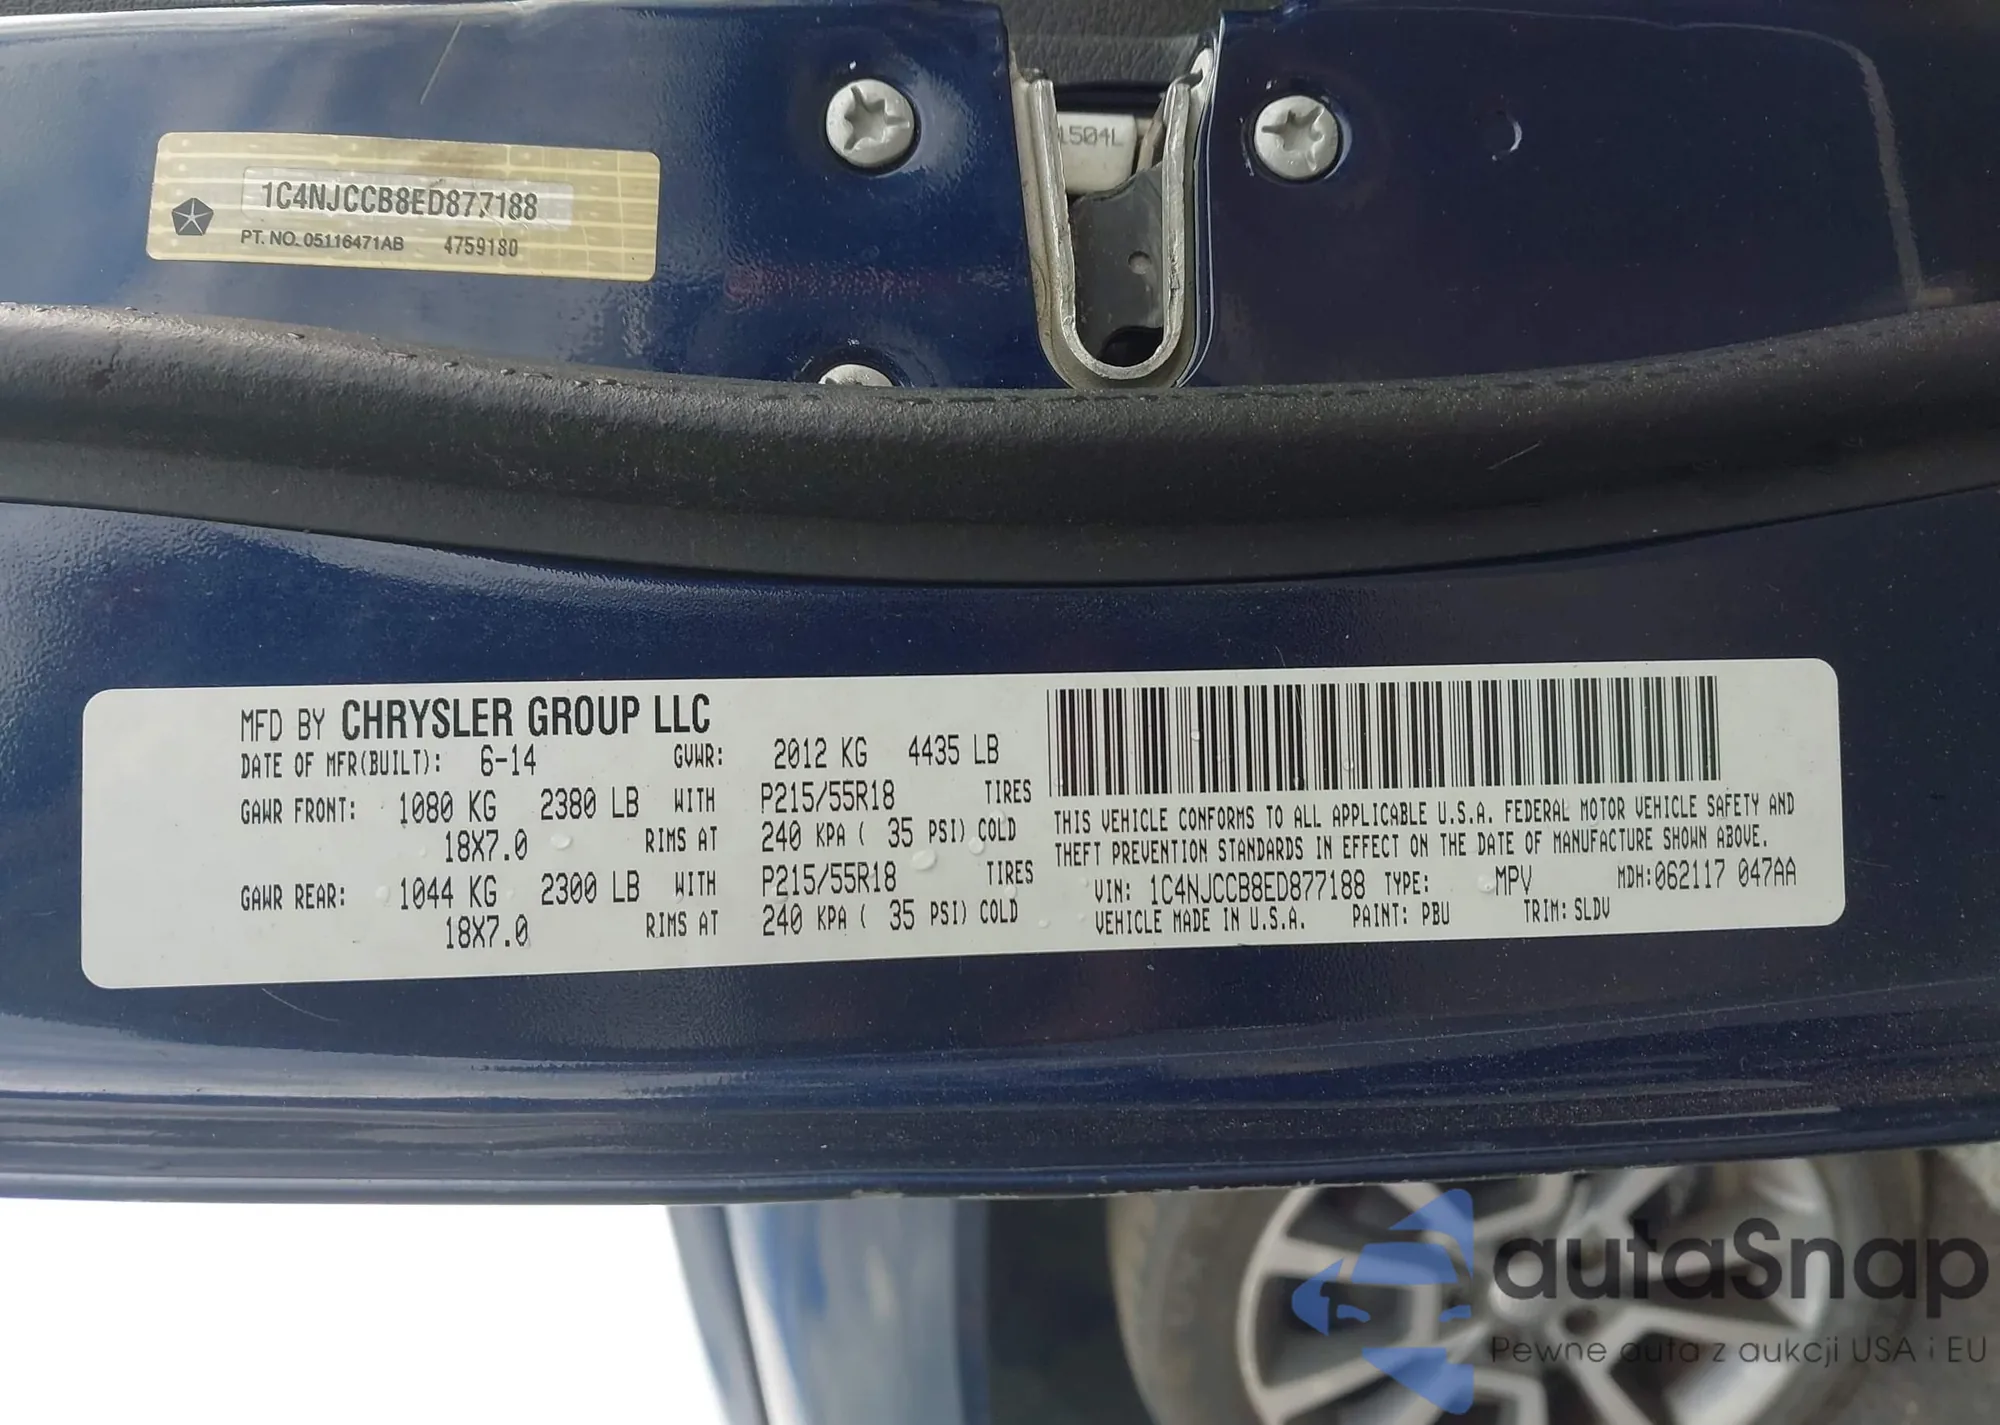 1504L
1C4NJCCB8ED877188
PT. NO. 05116471AB 4759180
MFD BY CHRYSLER GROUP LLC
DATE OF MFR(BUILT): 6-14 GVWR: 2012 KG 4435 LB
GAWR FRONT: 1080 KG 2380 LB WITH P215/55R18 TIRES
18X7.0 RIMS AT 240 KPA ( 35 PSI) COLD
GAWR REAR: 1044 KG 2300 LB WITH P215/55R18 TIRES
18X7.0 RIMS AT 240 KPA ( 35 PSI) COLD
THIS VEHICLE CONFORMS TO ALL APPLICABLE U.S.A. FEDERAL MOTOR VEHICLE SAFETY AND
THEFT PREVENTION STANDARDS IN EFFECT ON THE DATE OF MANUFACTURE SHOWN ABOVE.
VIN: 1C4NJCCB8ED877188 TYPE: MPV MDH:062117 047AA
VEHICLE MADE IN U.S.A. PAINT: PBU TRIM: SLDV
autaSnap
Pewne auta z aukcji USA i EU